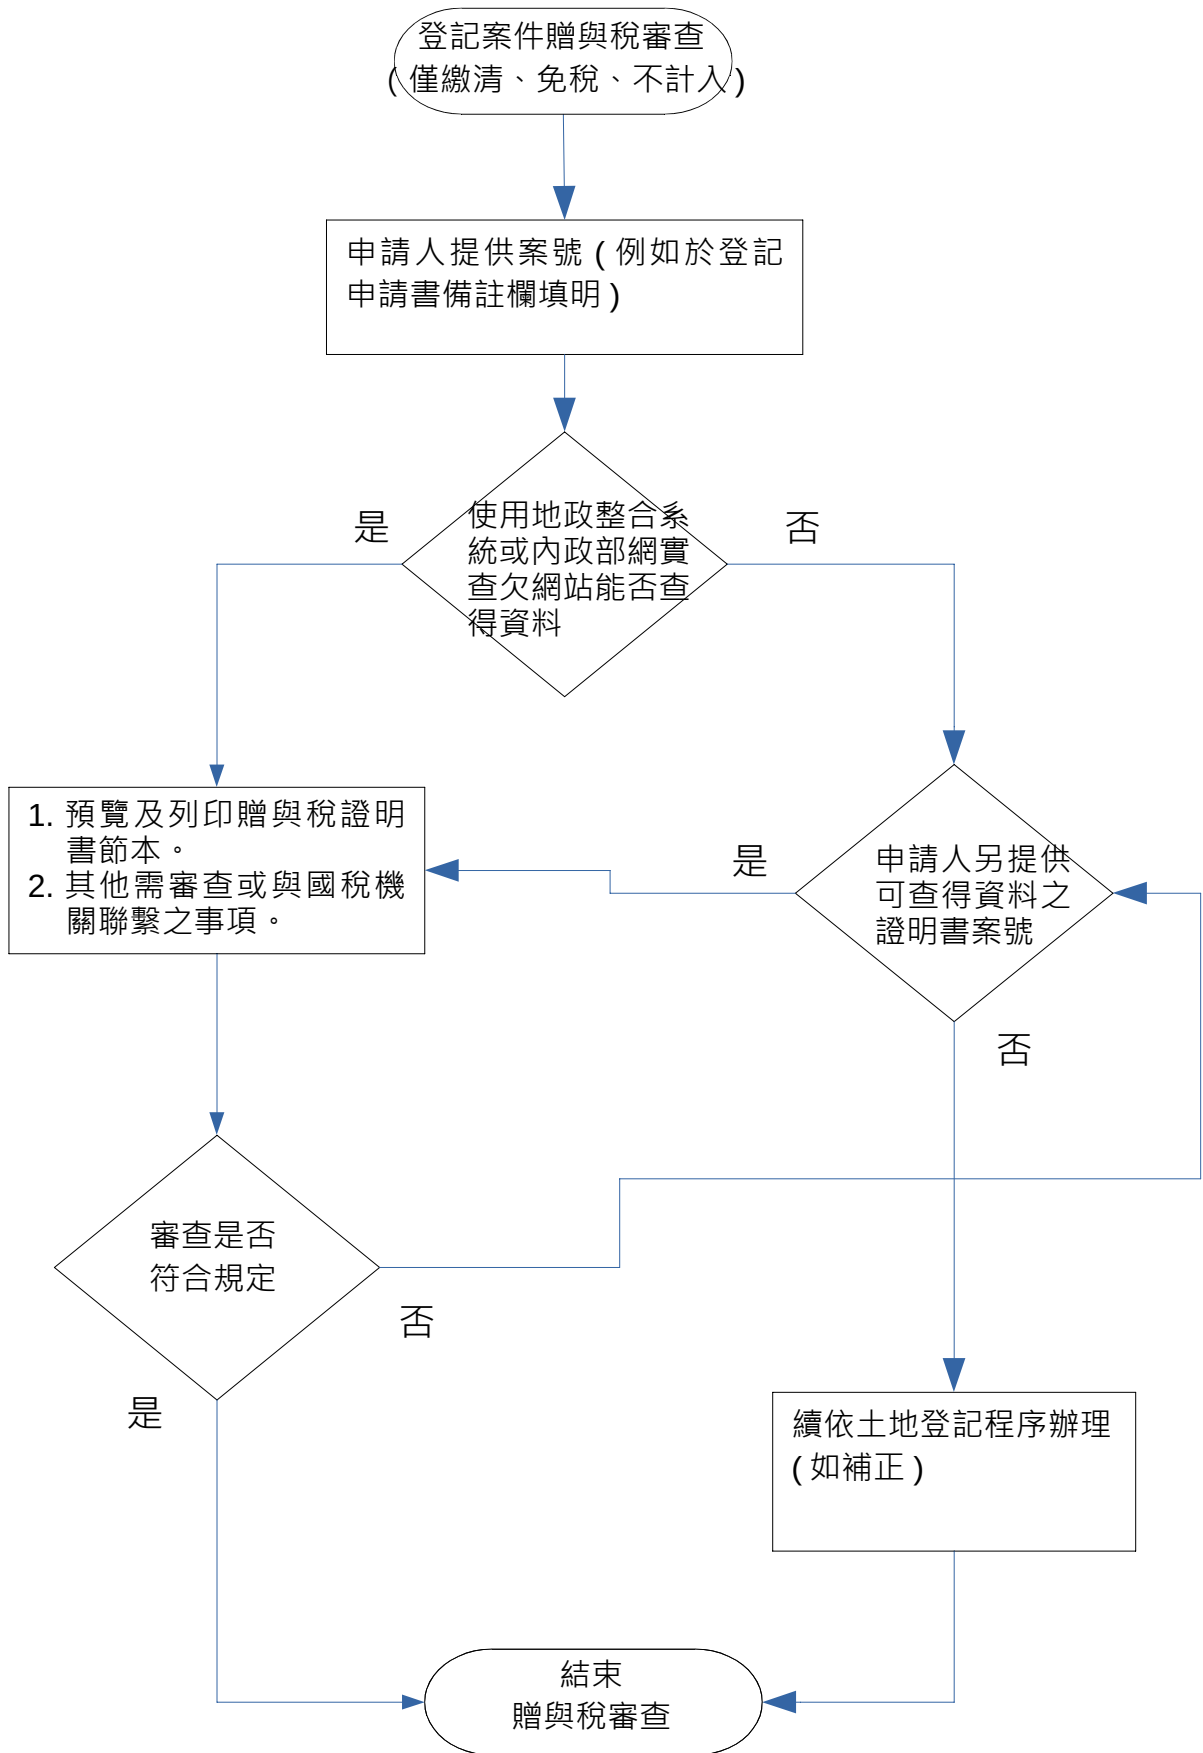 登記案件贈與稅審查
(僅繳清、免稅、不計入)
申請人提供案號(例如於登記
申請書備註欄填明)
是
否
使用地政整合系
統或內政部網實
查欠網站能否查
得資料
1. 預覽及列印贈與稅證明
書節本。
2. 其他需審查或與國稅機
關聯繫之事項。
是
申請人另提供
可查得資料之
證明書案號
否
審查是否
符合規定
否
是
續依土地登記程序辦理
(如補正)
結束
贈與稅審查